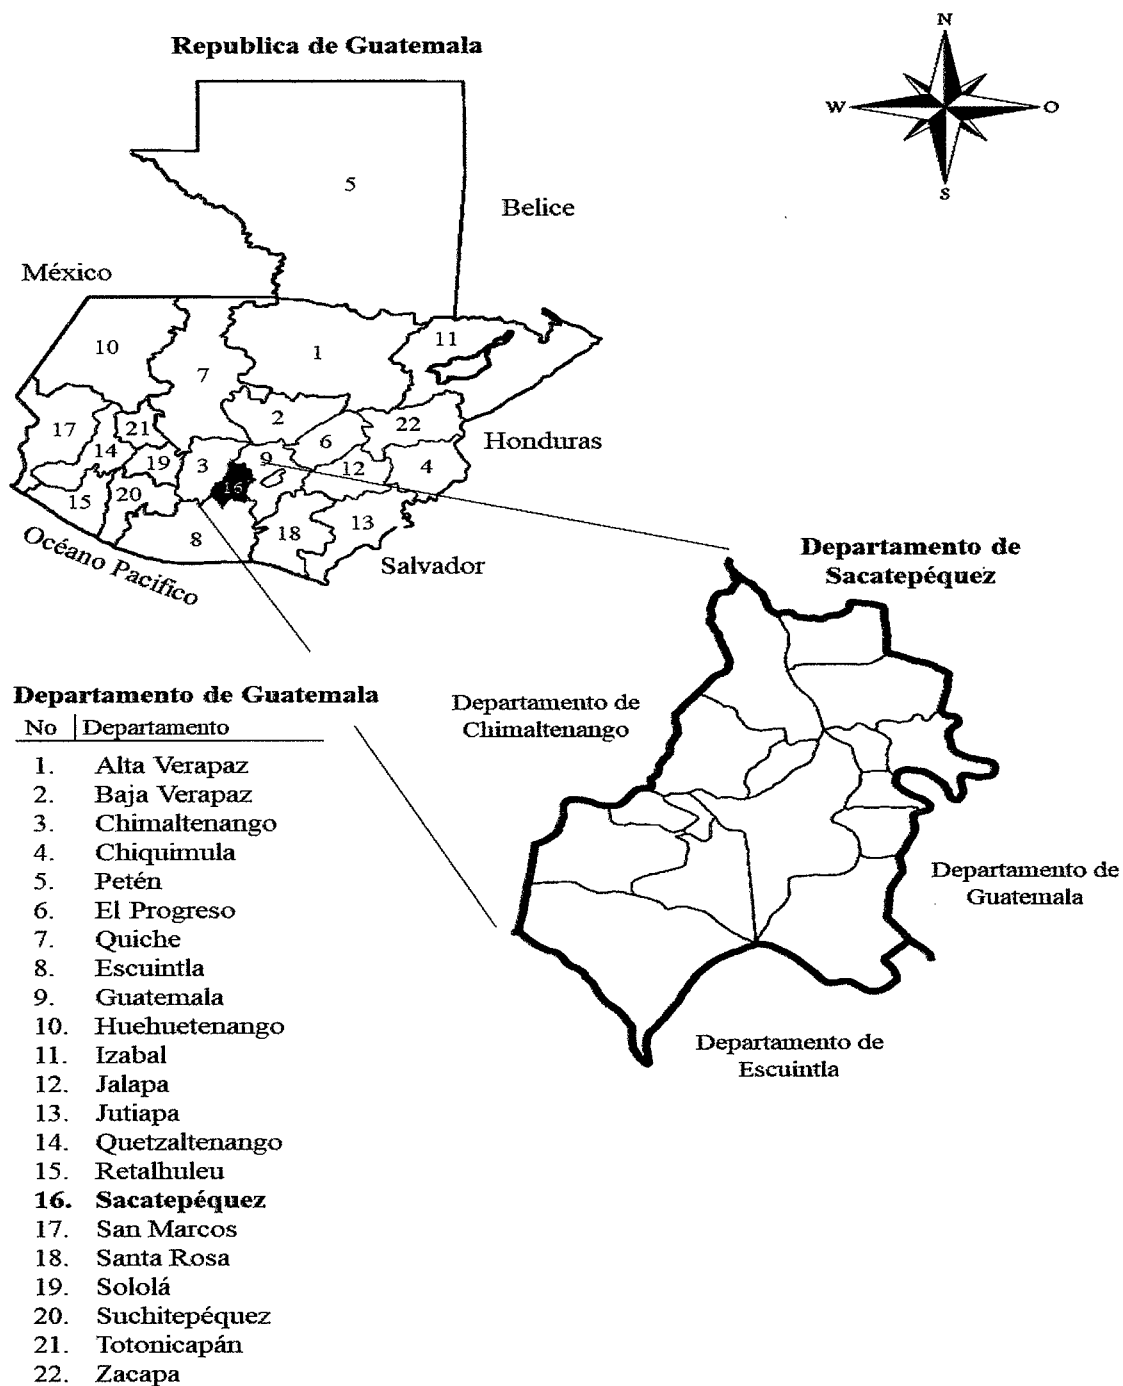 Republica de Guatemala
N
W
O
S
5
Belice
México
10
7
1
11
17
14
21
2
6
22
Honduras
19
3
9
12
4
15
20
16
8
18
13
Océano Pacifico
Salvador
Departamento de
Sacatepéquez
Departamento de
Chimaltenango
Departamento de
Guatemala
Departamento de
Escuintla
Departamento de Guatemala
No Departamento
1. Alta Verapaz
2. Baja Verapaz
3. Chimaltenango
4. Chiquimula
5. Petén
6. El Progreso
7. Quiche
8. Escuintla
9. Guatemala
10. Huehuetenango
11. Izabal
12. Jalapa
13. Jutiapa
14. Quetzaltenango
15. Retalhuleu
16. Sacatepéquez
17. San Marcos
18. Santa Rosa
19. Sololá
20. Suchitepéquez
21. Totonicapán
22. Zacapa